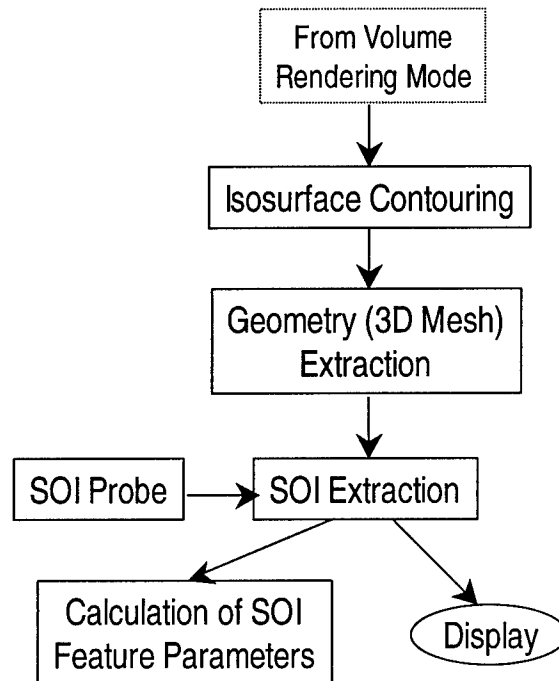 From Volume
Rendering Mode
Isosurface Contouring
Geometry (3D Mesh)
Extraction
SOI Probe
SOI Extraction
Calculation of SOI
Feature Parameters
Display